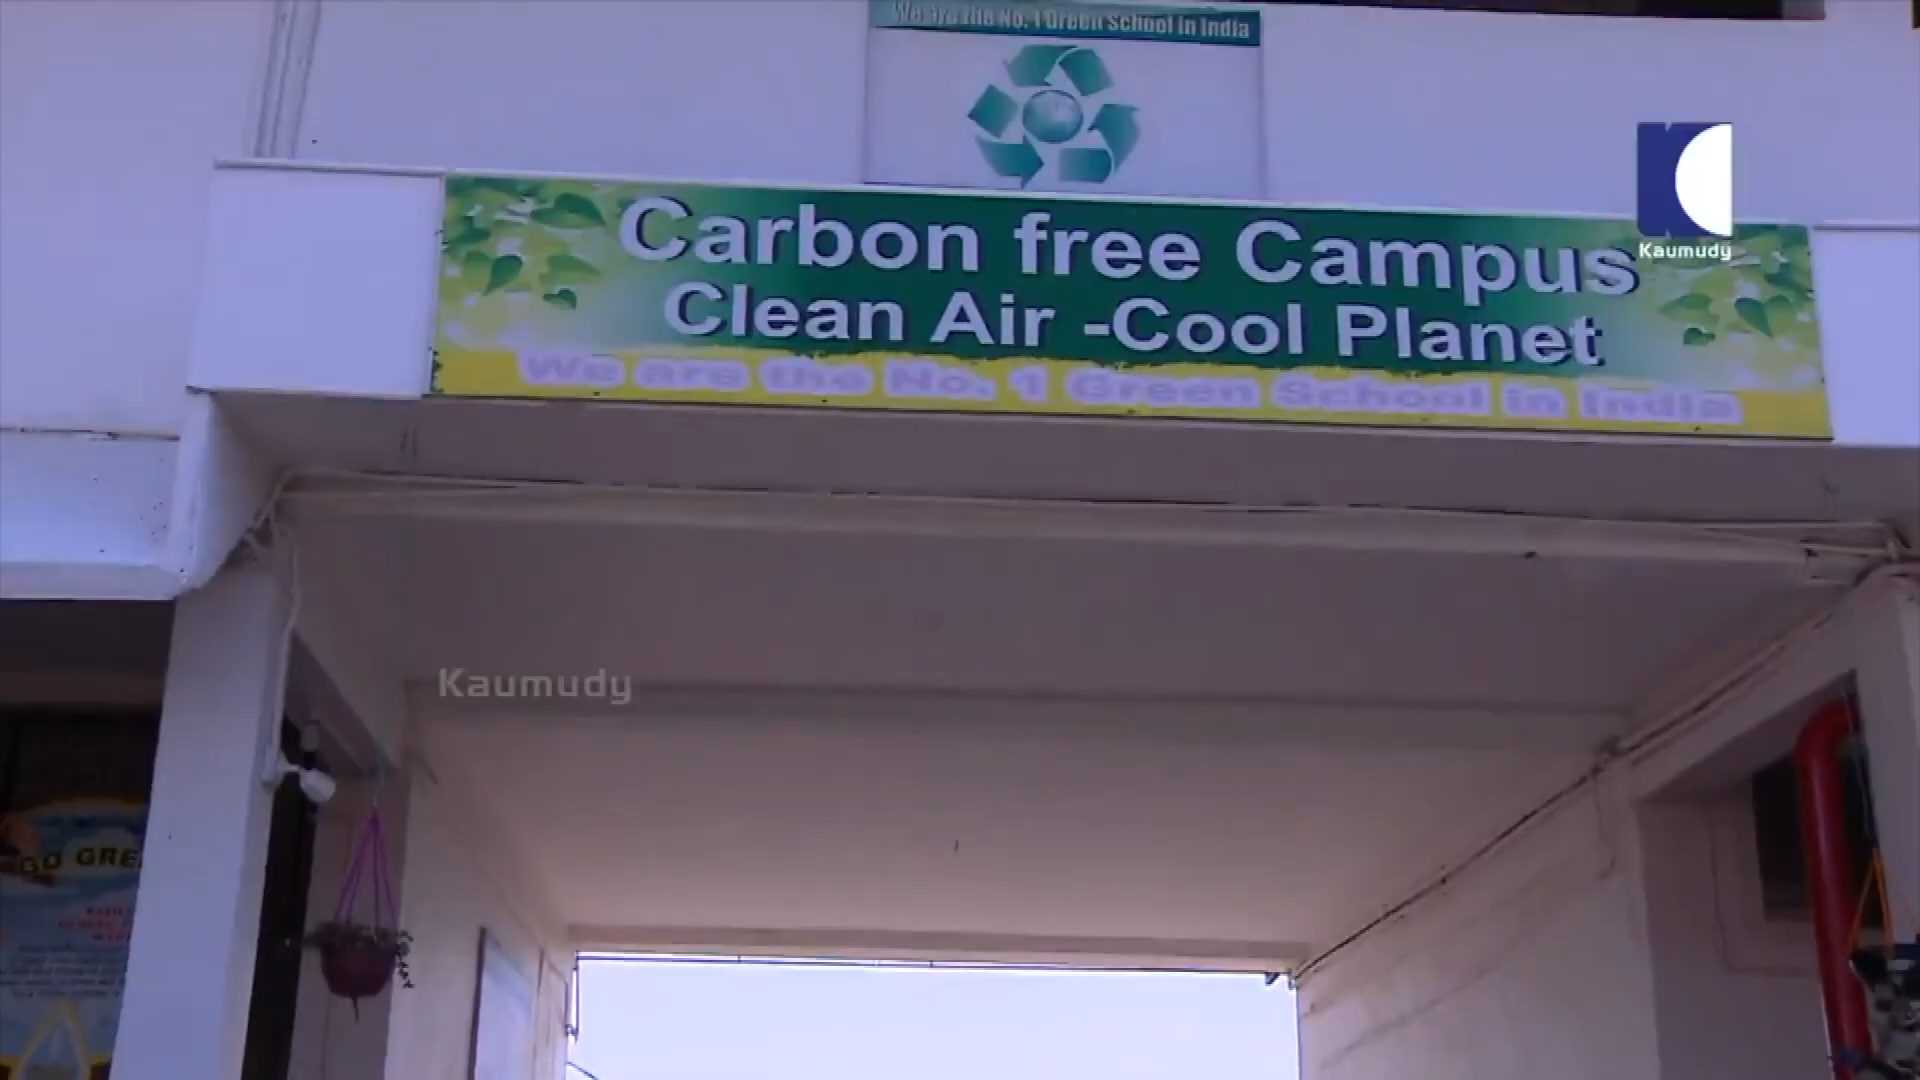 We are the No. 1 Green school in India
Kaumudy
Carbon free Campus
Clean Air -Cool Planet
We are the No. 1 Green School in India
Kaumudy
GO GRE